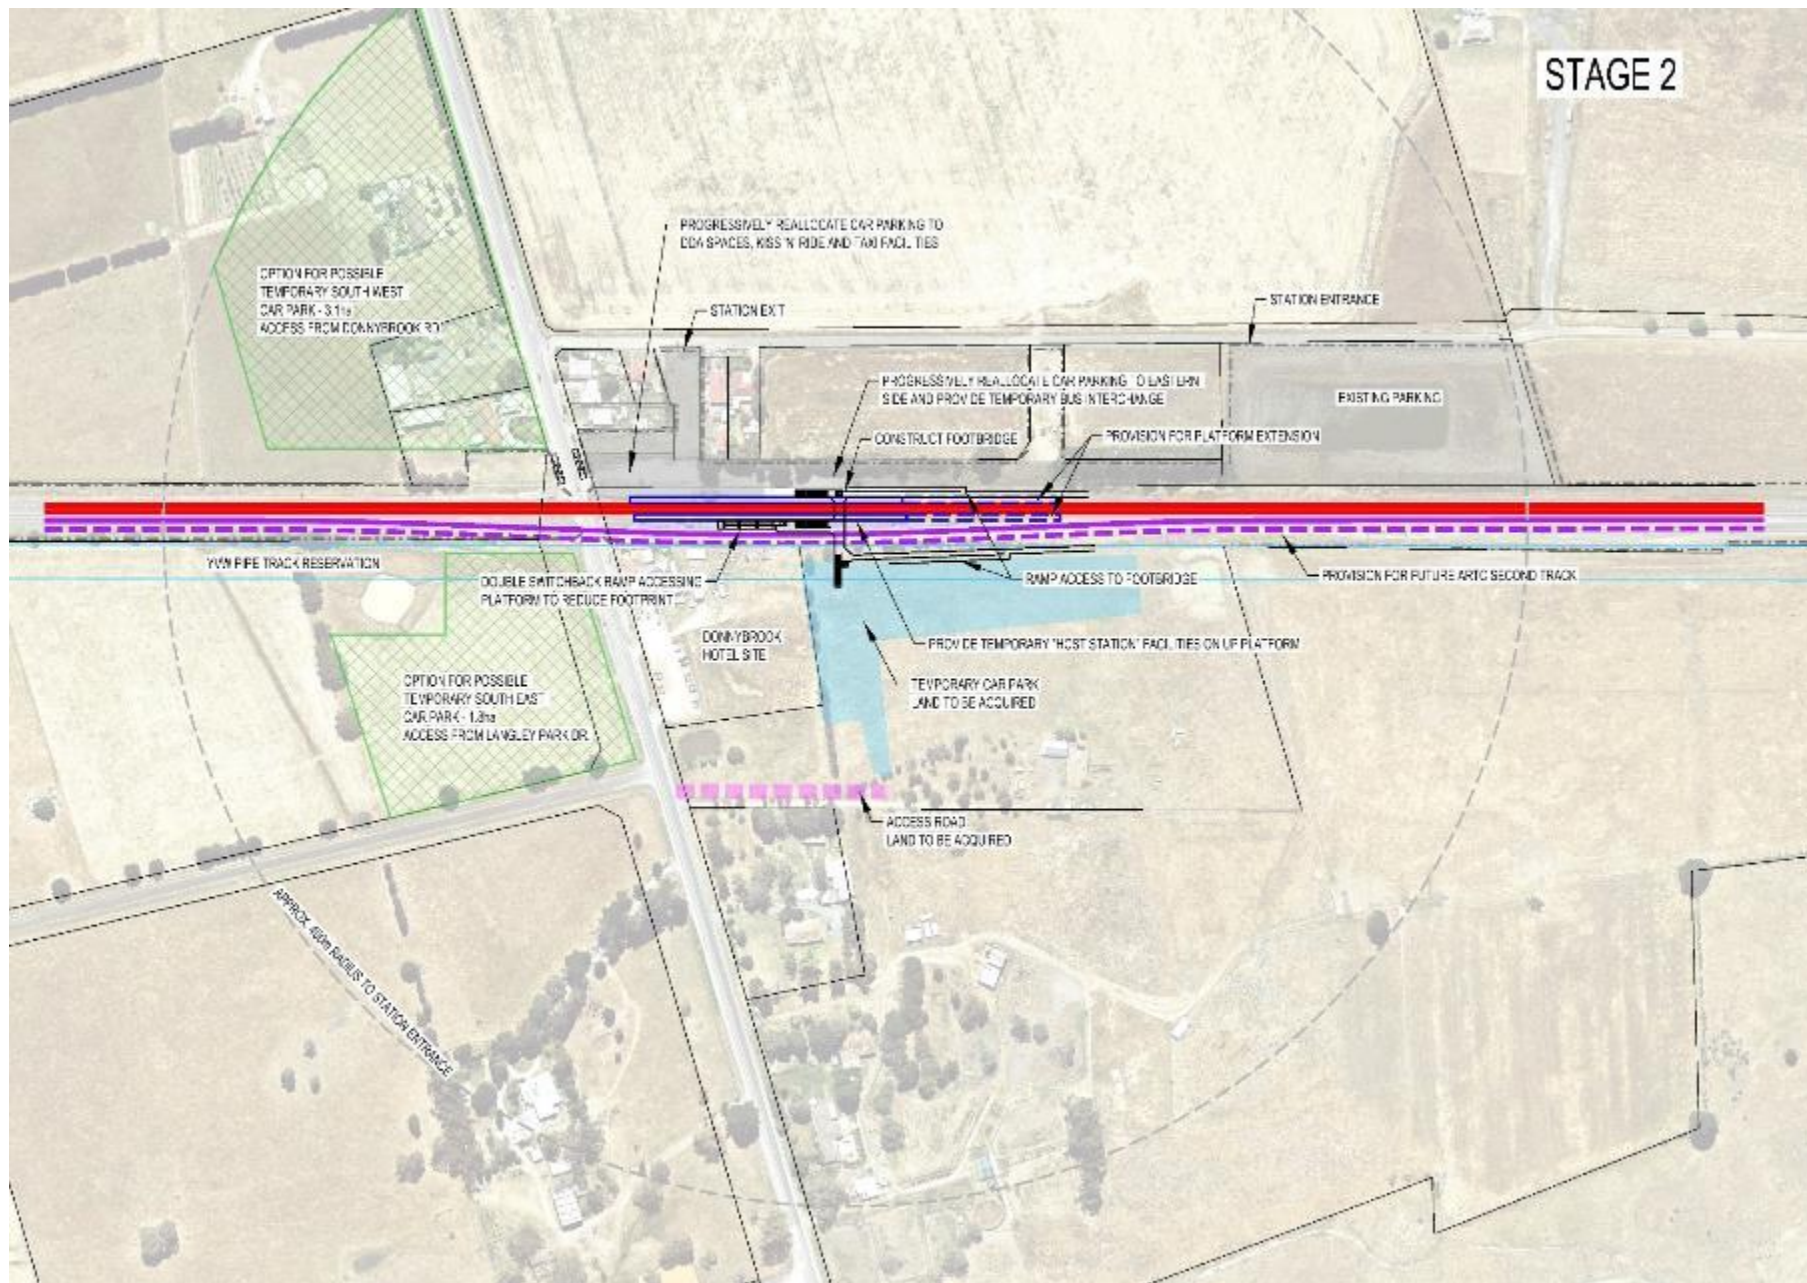 STAGE 2
PROGRESSIVELY REALLOCATE CAR PARKING TO
DDA SPACES, KISS 'N' RIDE AND TAXI FACILITIES
OPTION FOR POSSIBLE
TEMPORARY SOUTH WEST
CAR PARK - 3.1ha
ACCESS FROM DONNYBROOK RD
STATION EXIT
STATION ENTRANCE
PROGRESSIVELY REALLOCATE CAR PARKING TO EASTERN
SIDE AND PROVIDE TEMPORARY BUS INTERCHANGE
EXISTING PARKING
CONSTRUCT FOOTBRIDGE
PROVISION FOR PLATFORM EXTENSION
YVW PIPE TRACK RESERVATION
DOUBLE SWITCHBACK RAMP ACCESSING
PLATFORM TO REDUCE FOOTPRINT
RAMP ACCESS TO FOOTBRIDGE
PROVISION FOR FUTURE ARTC SECOND TRACK
DONNYBROOK
HOTEL SITE
PROVIDE TEMPORARY 'HOST STATION' FACILITIES ON UP PLATFORM
OPTION FOR POSSIBLE
TEMPORARY SOUTH EAST
CAR PARK - 1.8ha
ACCESS FROM LANGLEY PARK DR
TEMPORARY CAR PARK
LAND TO BE ACQUIRED
ACCESS ROAD
LAND TO BE ACQUIRED
APPROX. 400m RADIUS TO STATION ENTRANCE